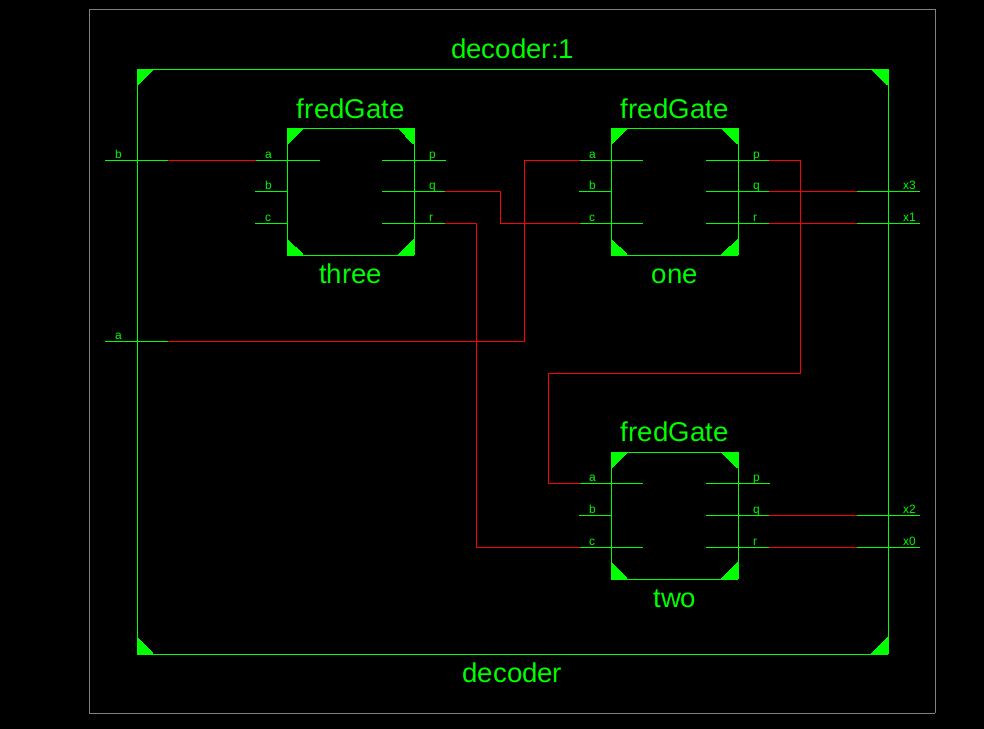 decoder:1
fredGate fredGate
b a p a p
b q b q x3
c r c r x1
three one
a
fredGate
a p
b q x2
c r x0
two
decoder